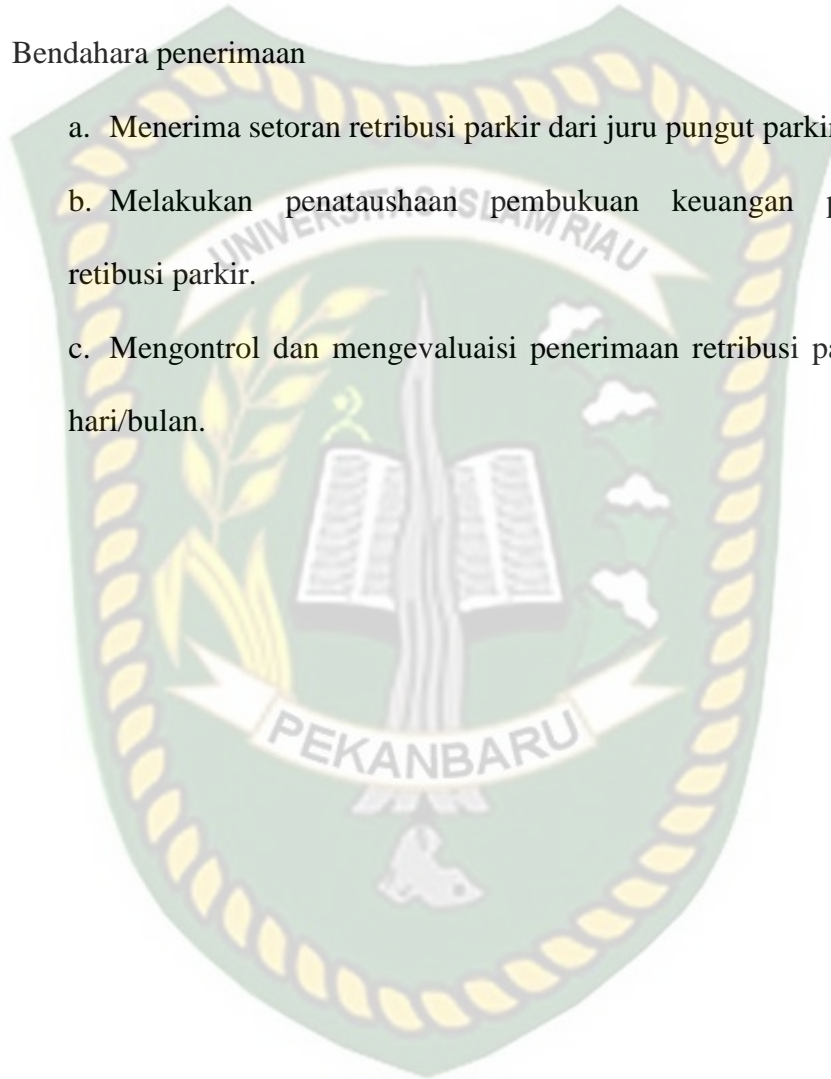 Bendahara penerimaan
a. Menerima setoran retribusi parkir dari juru pungut parkir
UNIVERSITAS ISLAM RIAU
b. Melakukan penataushaan pembukuan keuangan
retibusi parkir.
c. Mengontrol dan mengevaluaisi penerimaan retribusi
hari/bulan.
PEKANBARU